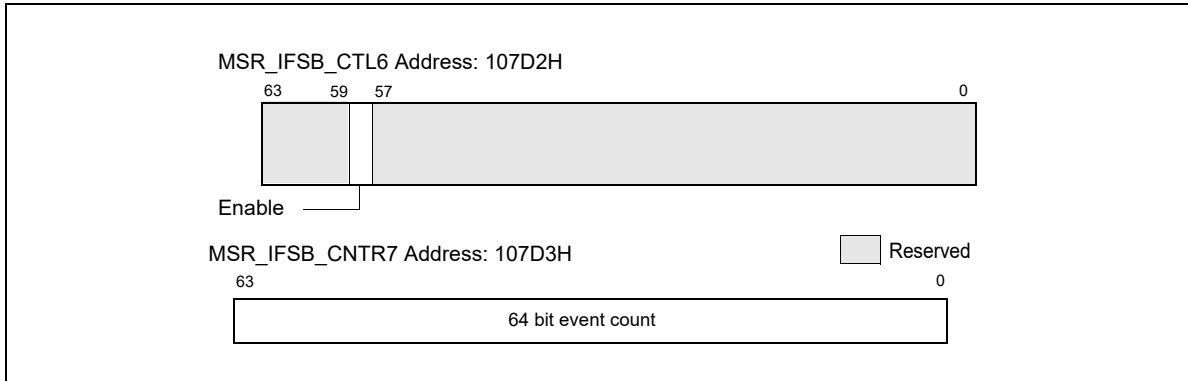 MSR_IFSB_CTL6 Address: 107D2H
63 59 57 0
Enable
MSR_IFSB_CNTR7 Address: 107D3H
Reserved
63 0
64 bit event count